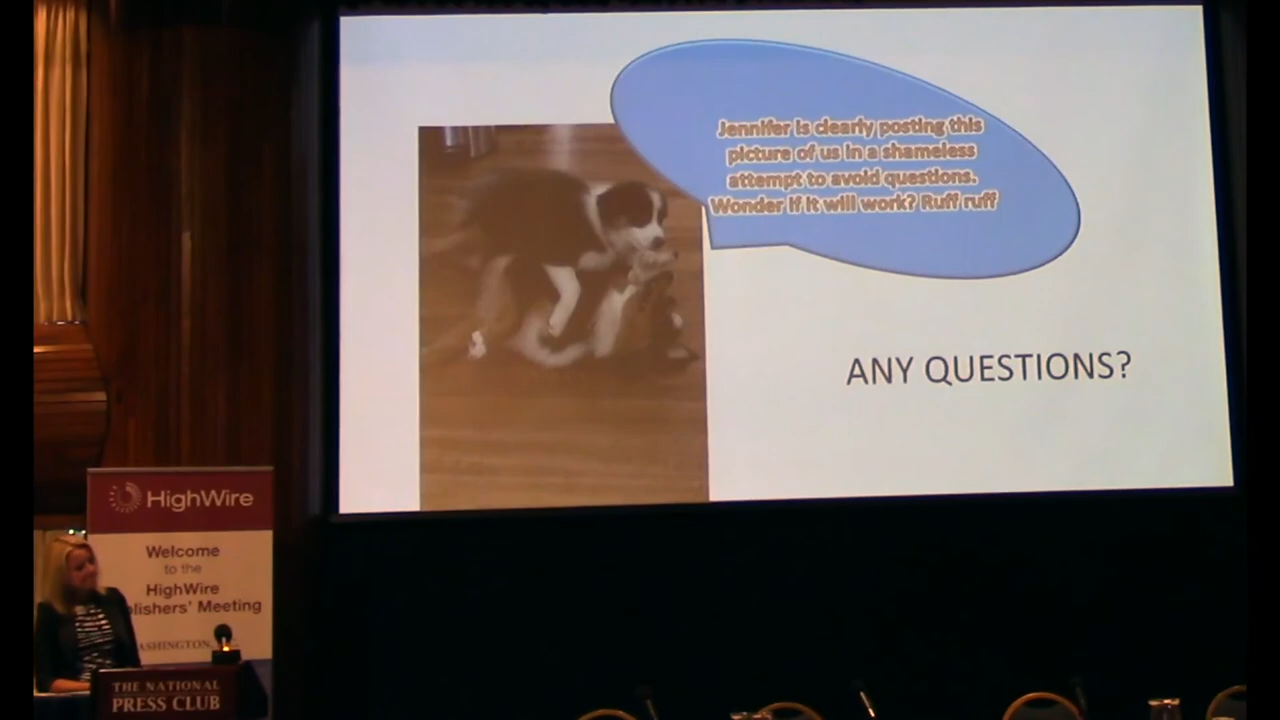 Jennifer is clearly posting this
picture of us in a shameless
attempt to avoid questions.
Wonder if it will work? Ruff ruff
ANY QUESTIONS?
HighWire
Welcome
to the
HighWire
blishers' Meeting
ASHINGTON,
THE NATIONAL
PRESS CLUB